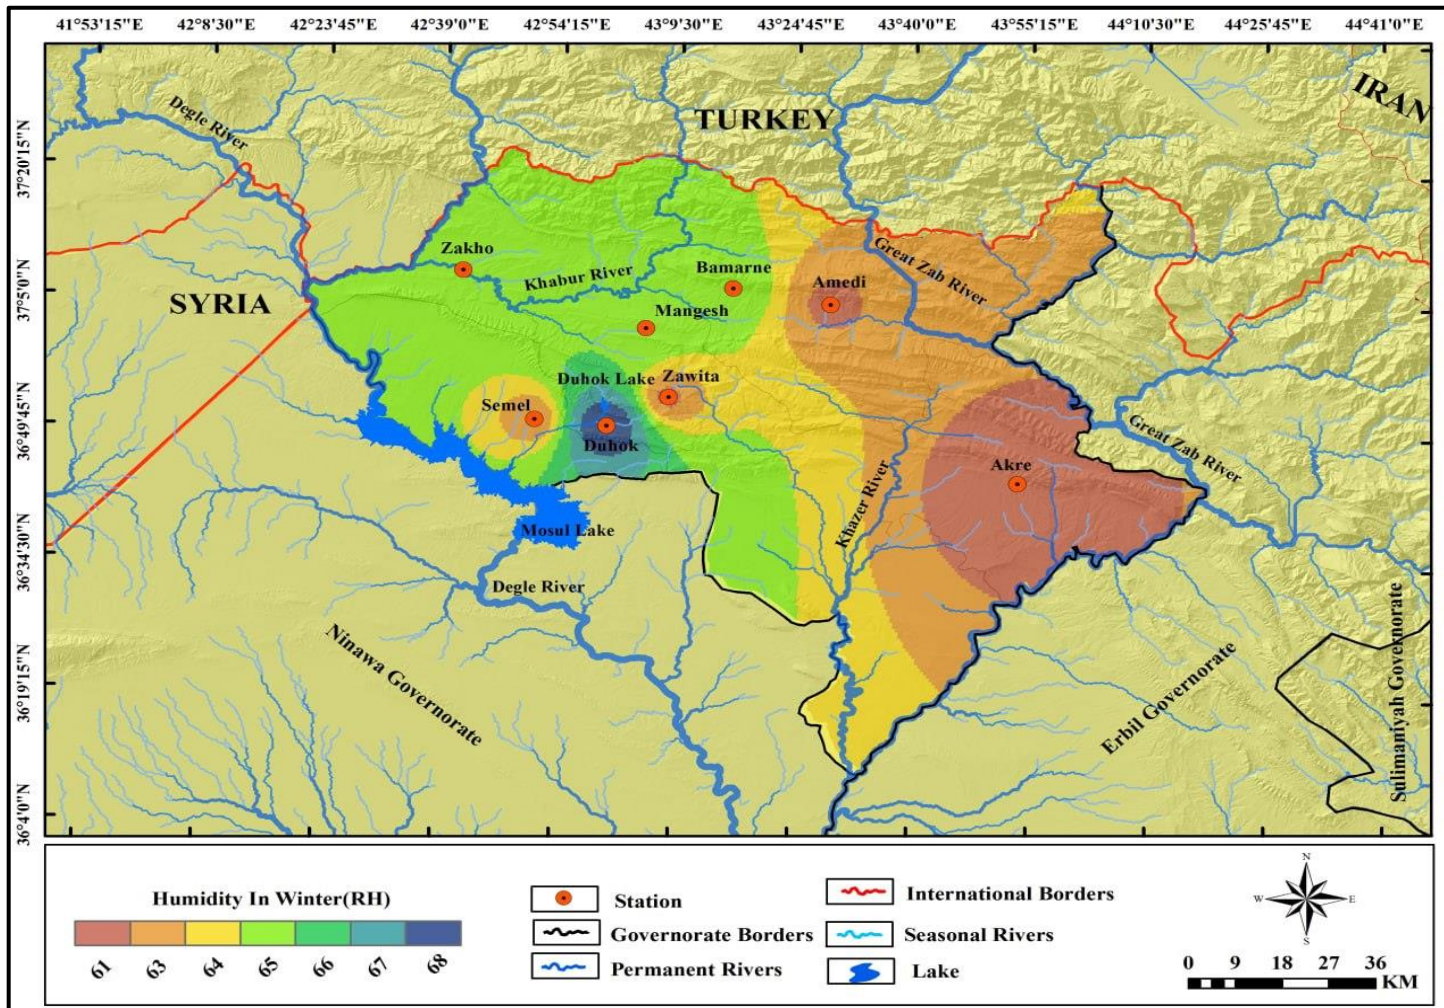 41°53'15"E 42°8'30"E 42°23'45"E 42°39'0"E 42°54'15"E 43°9'30"E 43°24'45"E 43°40'0"E 43°55'15"E 44°10'30"E 44°25'45"E 44°41'0"E
37°20'15"N
37°5'0"N
36°49'45"N
36°34'30"N
36°19'15"N
36°4'0"N
IRAN
Degle River
TURKEY
Zakho
Khabur River
Bamarne
Amedi
Great Zab River
SYRIA
Mangesh
Duhok Lake
Zawita
Semel
Duhok
Great Zab River
Akre
Khazer River
Mosul Lake
Degle River
Ninawa Governorate
Erbil Governorate
Sulimaniyah Governorate
Humidity In Winter(RH)
61 63 64 65 66 67 68
Station
Governorate Borders
Permanent Rivers
International Borders
Seasonal Rivers
Lake
N
W E
S
0 9 18 27 36
KM